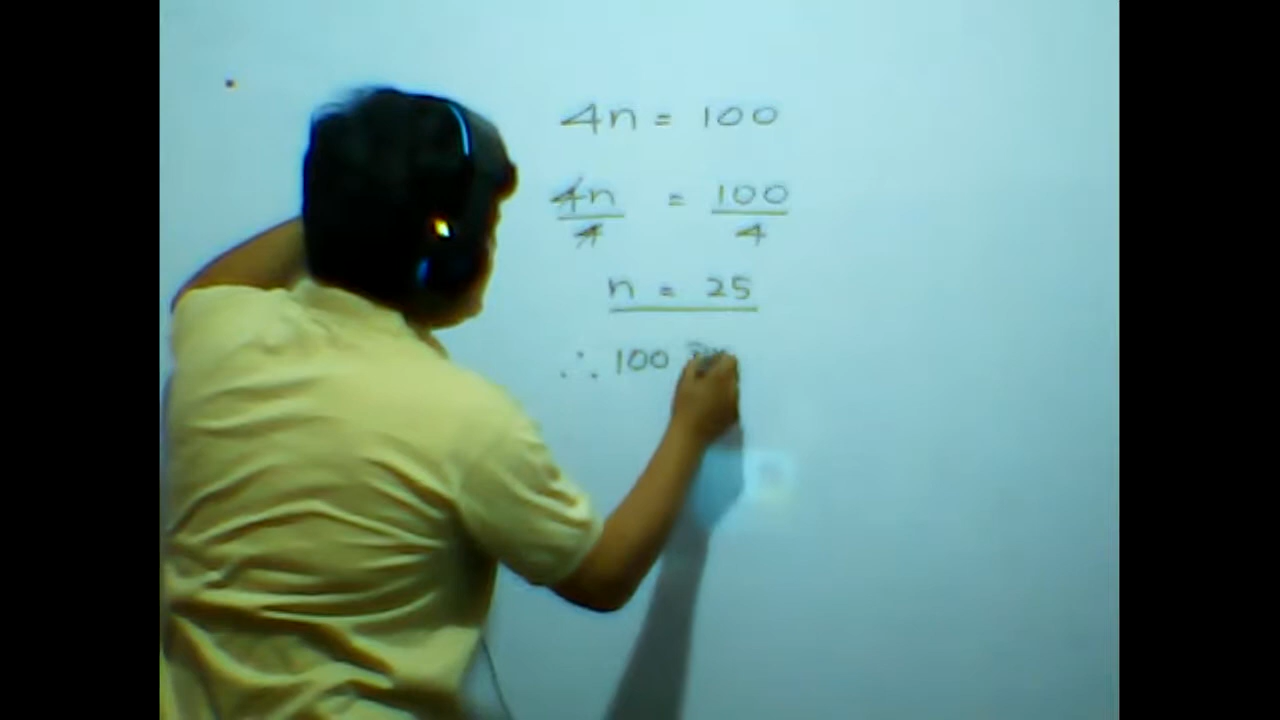 4n = 100
4n/4 = 100/4
n = 25
∴ 100